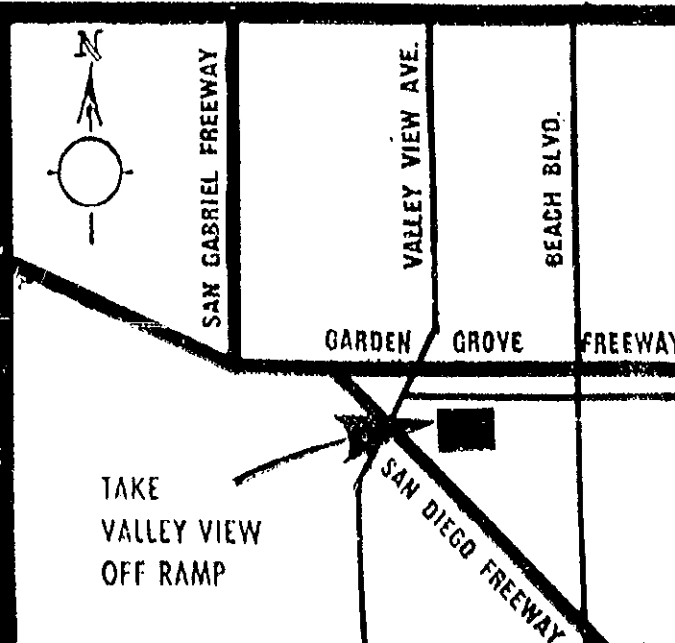 N
SAN GABRIEL FREEWAY
VALLEY VIEW AVE.
BEACH BLVD.
GARDEN GROVE FREEWAY
TAKE
VALLEY VIEW
OFF RAMP
SAN DIEGO FREEWAY